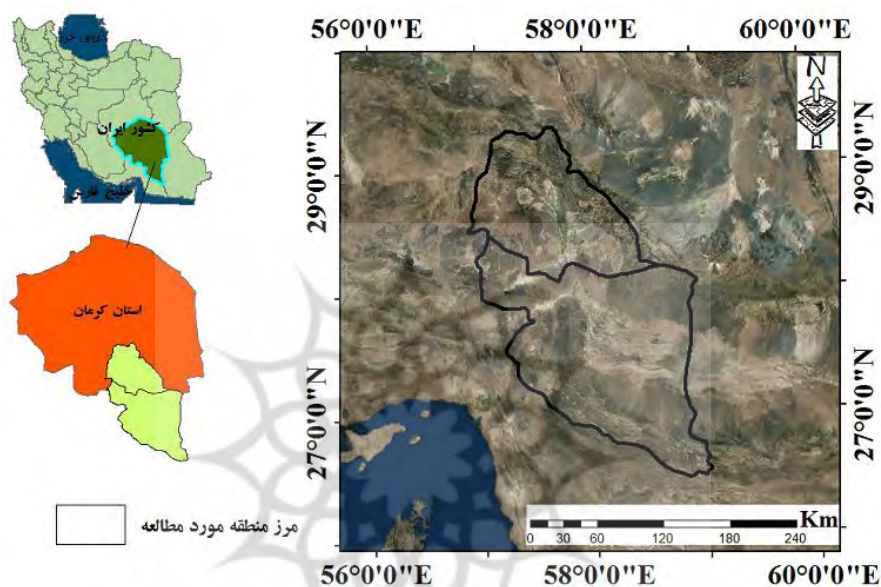 دریای خزر
کشور ایران
خلیج فارس
استان کرمان
مرز منطقه مورد مطالعه
56°0'0"E 58°0'0"E 60°0'0"E
N
29°0'0"N 29°0'0"N
27°0'0"N 27°0'0"N
Km
0 30 60 120 180 240
56°0'0"E 58°0'0"E 60°0'0"E